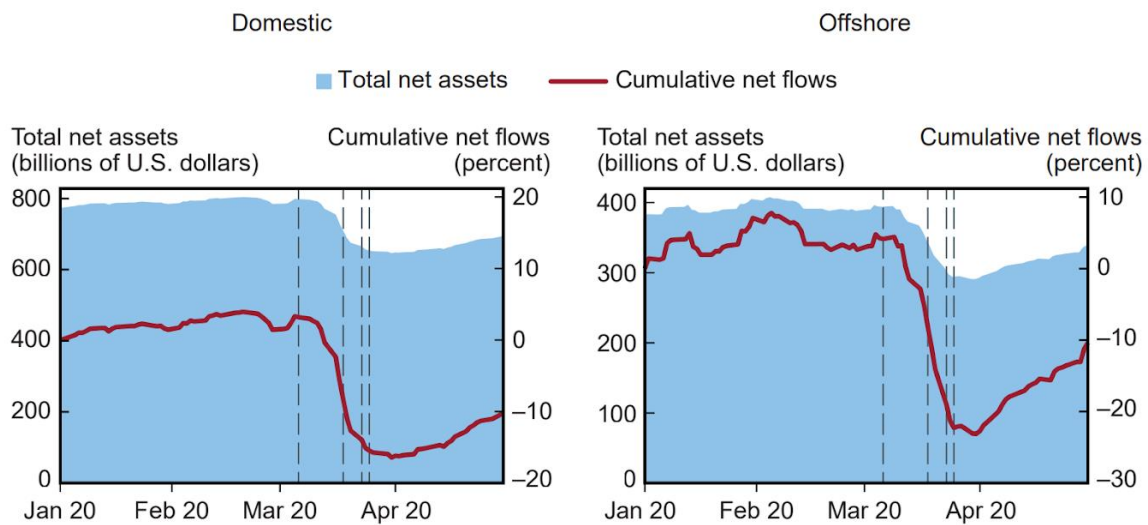 Domestic
Offshore
Total net assets
Cumulative net flows
Total net assets
(billions of U.S. dollars)
Cumulative net flows
(percent)
800
600
400
200
0
20
10
0
–10
–20
Jan 20 Feb 20 Mar 20 Apr 20
Total net assets
(billions of U.S. dollars)
Cumulative net flows
(percent)
400
300
200
100
0
10
0
–10
–20
–30
Jan 20 Feb 20 Mar 20 Apr 20